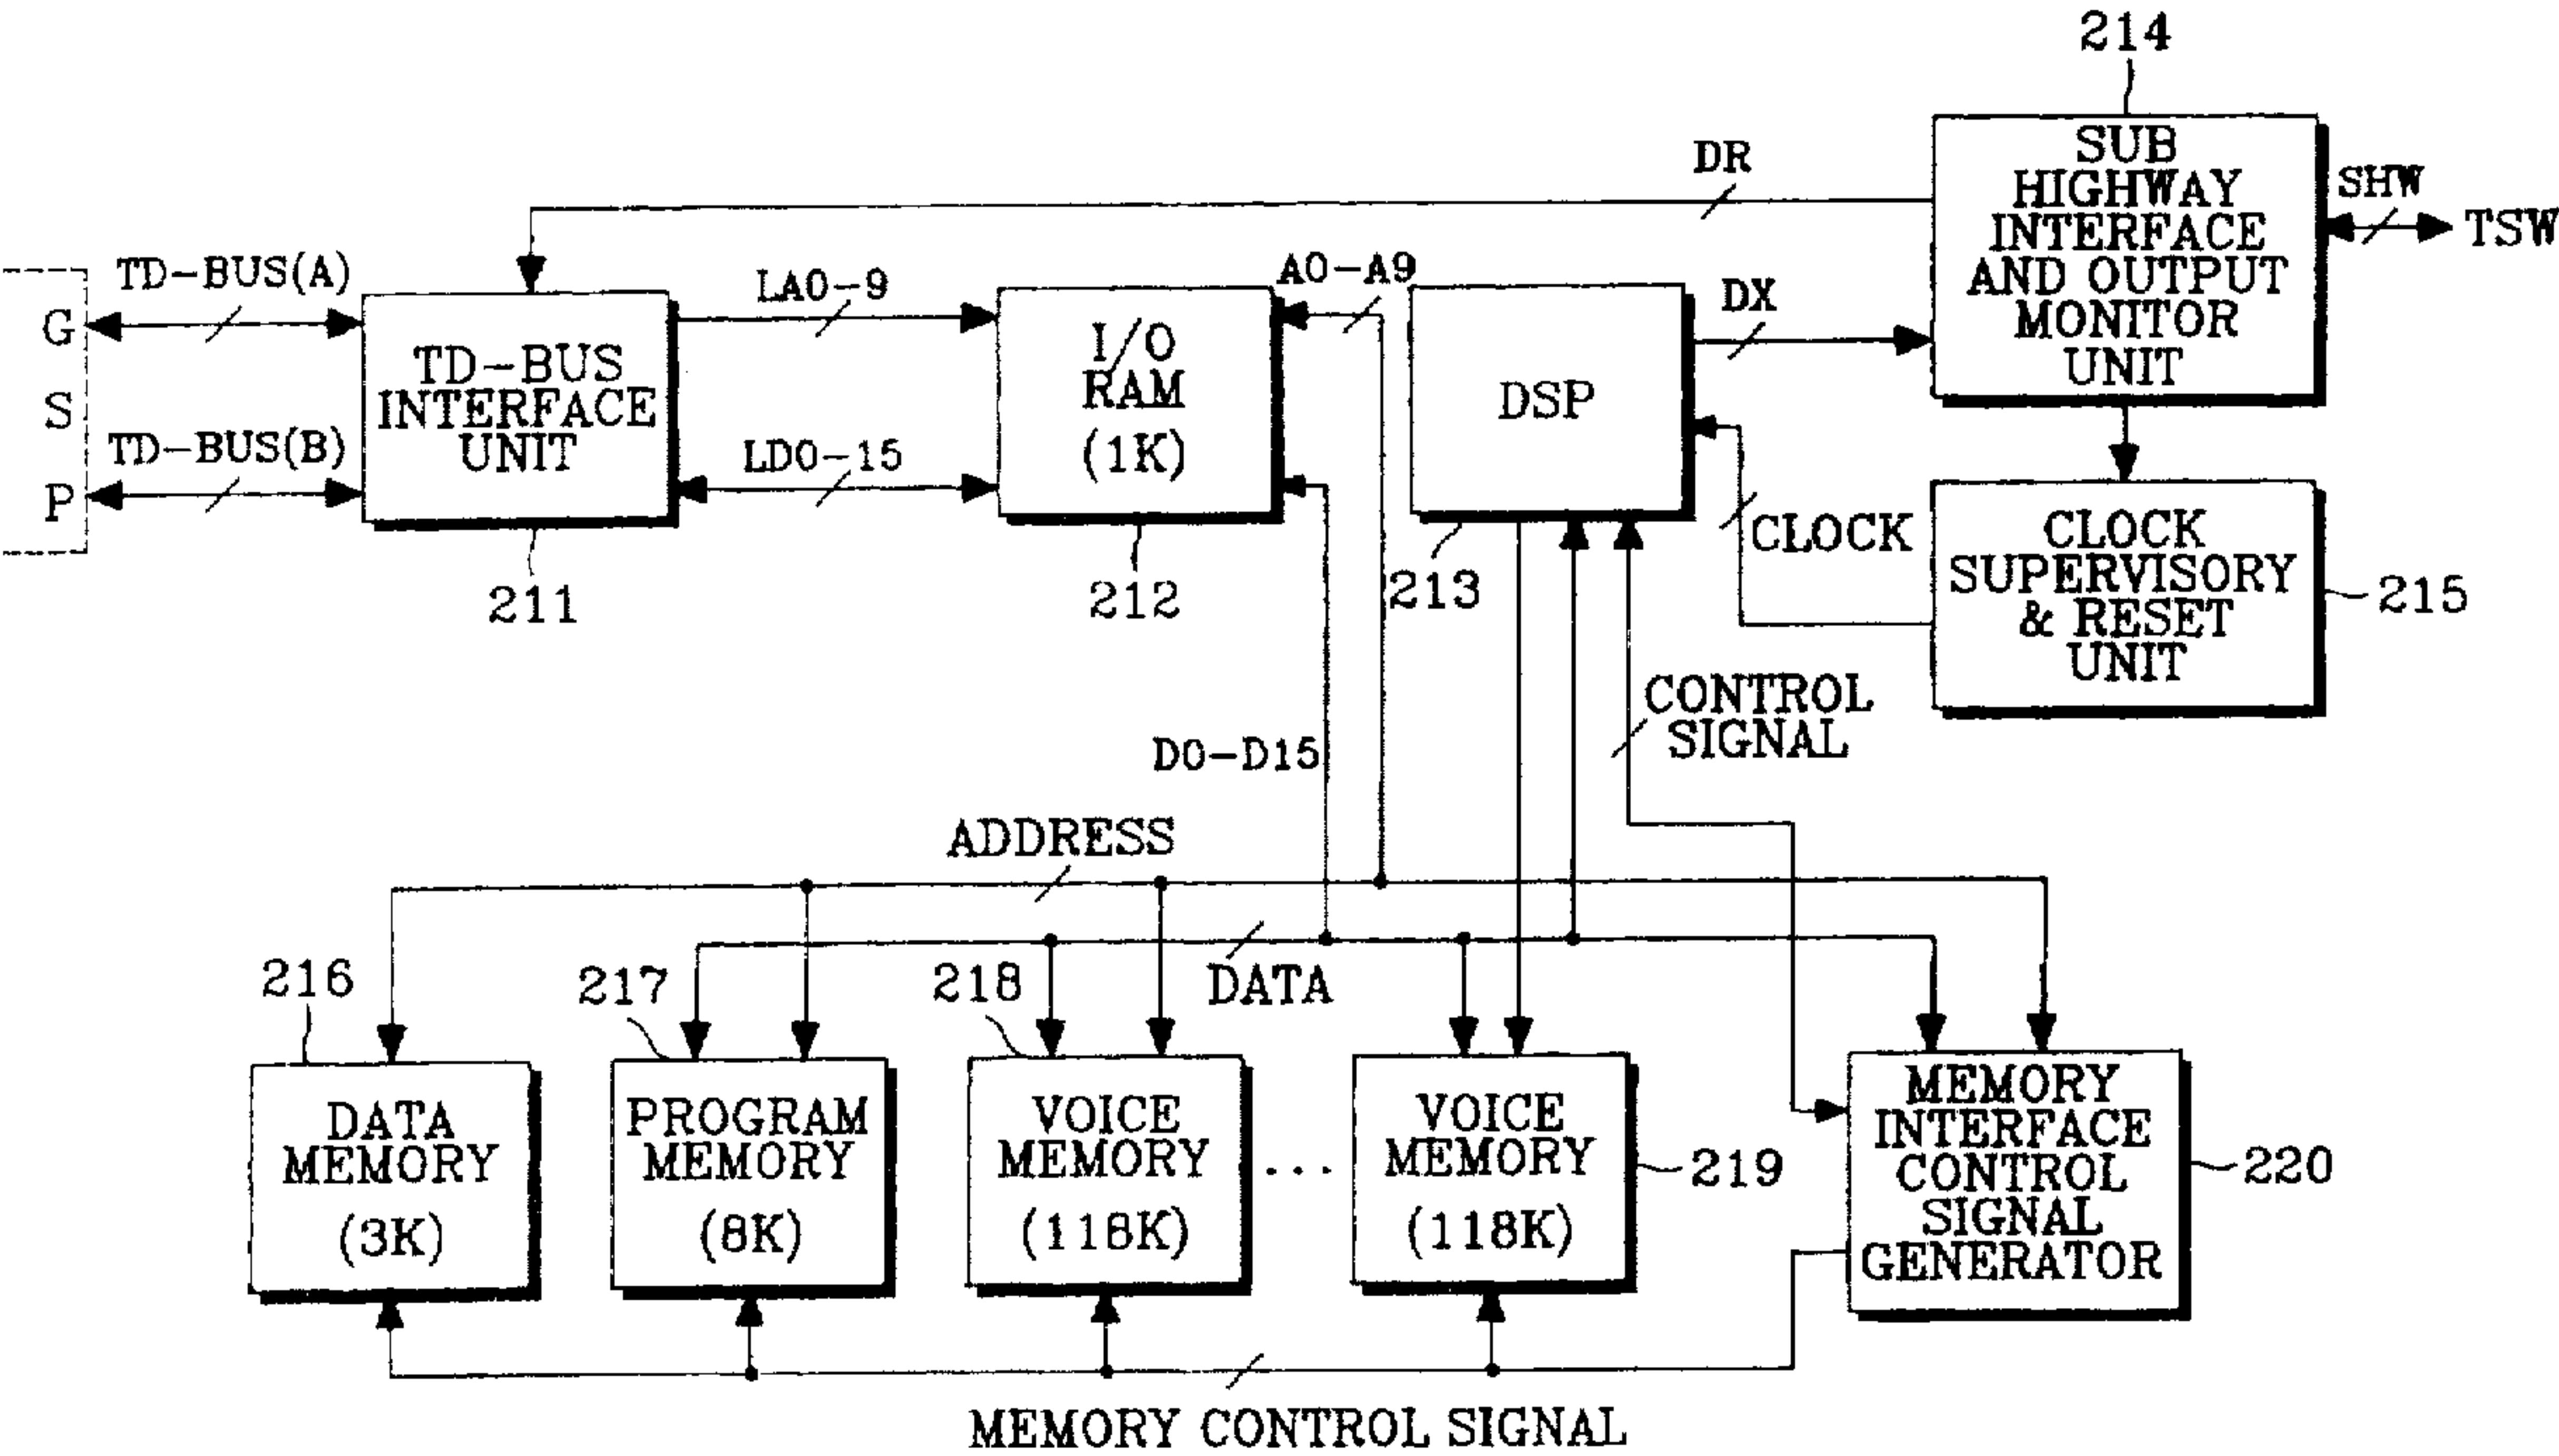 214
SUB
HIGHWAY
INTERFACE
AND OUTPUT
MONITOR
UNIT
DR
SHW
TSW
TD-BUS(A)
G
S
P
TD-BUS(B)
TD-BUS
INTERFACE
UNIT
211
LA0-9
LD0-15
I/O
RAM
(1K)
212
A0-A9
DSP
213
DX
CLOCK
CLOCK
SUPERVISORY
& RESET
UNIT
215
CONTROL
SIGNAL
D0-D15
ADDRESS
DATA
216
DATA
MEMORY
(3K)
217
PROGRAM
MEMORY
(8K)
218
VOICE
MEMORY
(118K)
...
VOICE
MEMORY
(118K)
219
MEMORY
INTERFACE
CONTROL
SIGNAL
GENERATOR
220
MEMORY CONTROL SIGNAL